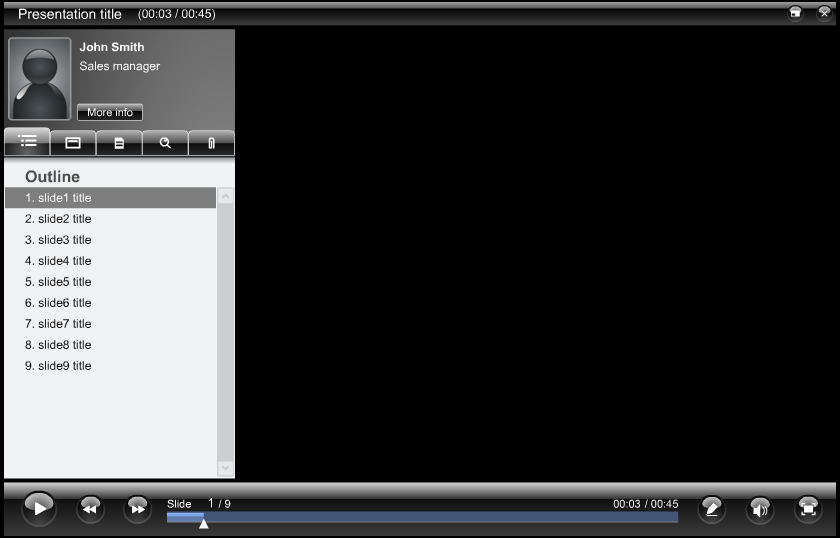 Presentation title (00:03 / 00:45)
John Smith
Sales manager
More info
Outline
1. slide1 title
2. slide2 title
3. slide3 title
4. slide4 title
5. slide5 title
6. slide6 title
7. slide7 title
8. slide8 title
9. slide9 title
Slide 1 / 9 00:03 / 00:45